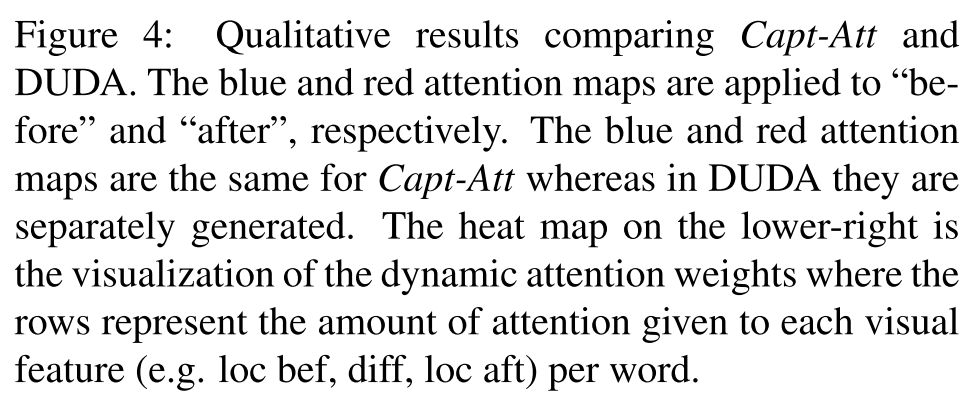 Figure 4: Qualitative results comparing Capt-Att and
DUDA. The blue and red attention maps are applied to “be-
fore” and “after”, respectively. The blue and red attention
maps are the same for Capt-Att whereas in DUDA they are
separately generated. The heat map on the lower-right is
the visualization of the dynamic attention weights where the
rows represent the amount of attention given to each visual
feature (e.g. loc bef, diff, loc aft) per word.